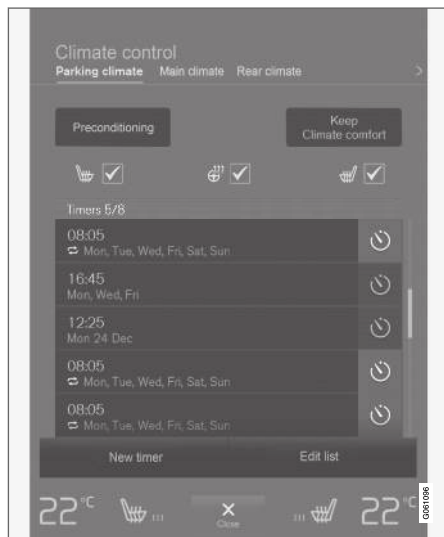 Climate control
Parking climate Main climate Rear climate >
Preconditioning
Keep
Climate comfort
Timers 5/8
08:05
Mon, Tue, Wed, Fri, Sat, Sun
16:45
Mon, Wed, Fri
12:25
Mon 24 Dec
08:05
Mon, Tue, Wed, Fri, Sat, Sun
08:05
Mon, Tue, Wed, Fri, Sat, Sun
New timer Edit list
22°C Close 22°C
G061096